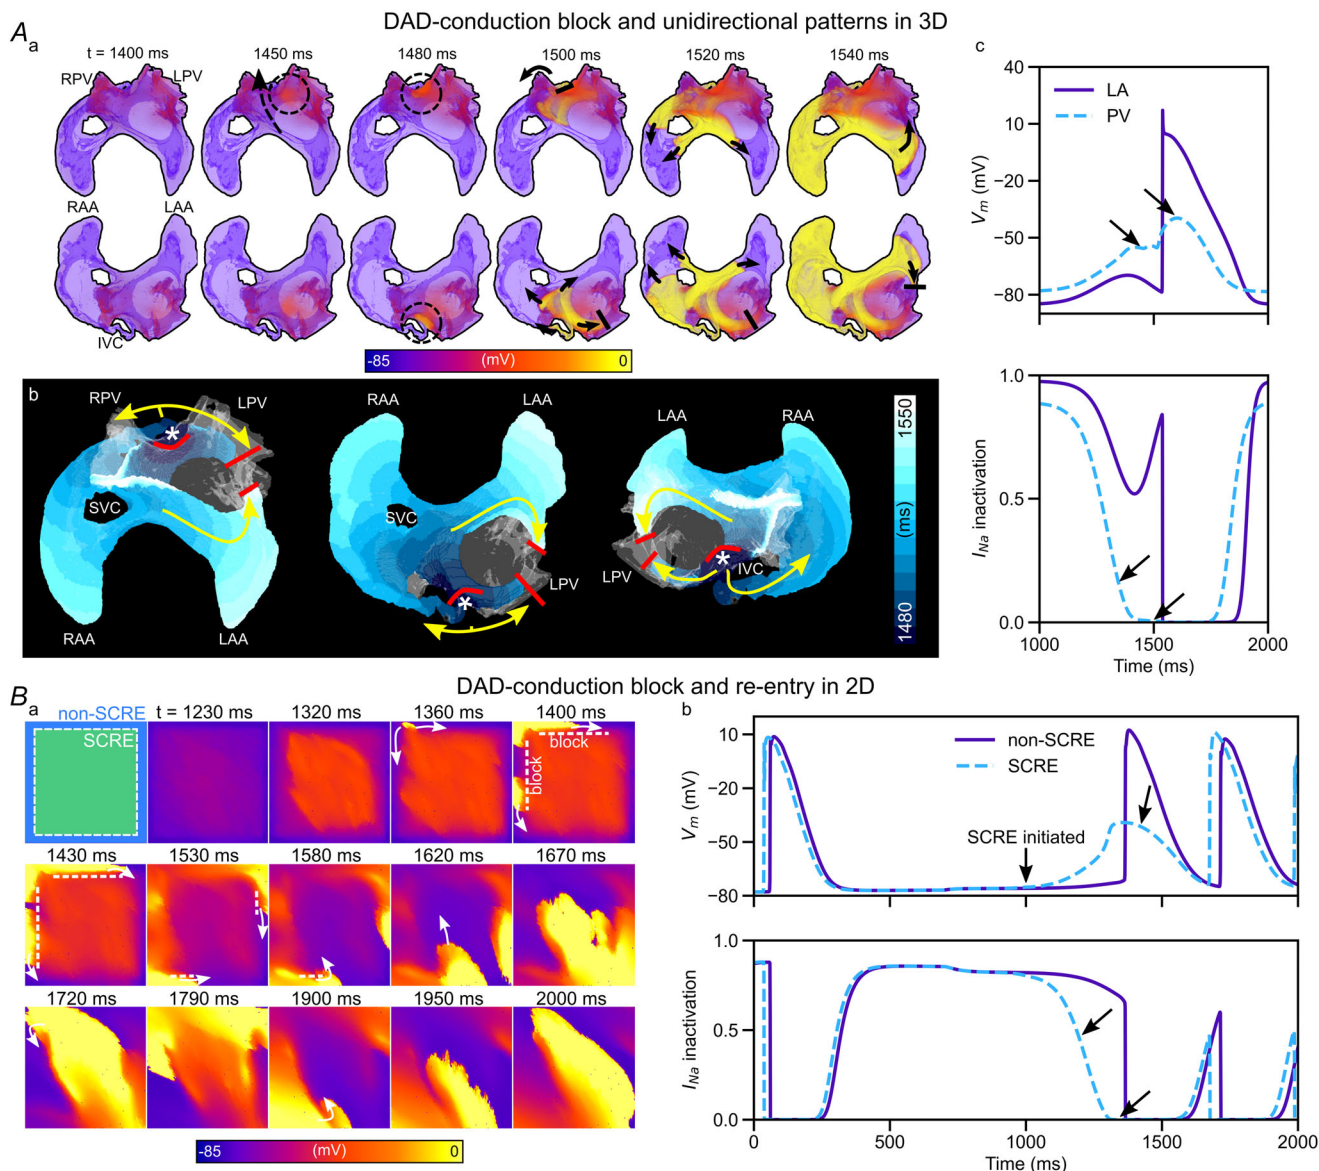 DAD-conduction block and unidirectional patterns in 3D
A
a
t = 1400 ms
1450 ms
1480 ms
1500 ms
1520 ms
1540 ms
RPV
LPV
RAA
LAA
IVC
-85
(mV)
0
b
RPV
LPV
*
SVC
RAA
LAA
RAA
LAA
SVC
*
LPV
LAA
RAA
*
IVC
LPV
1550
(ms)
1480
c
40
10
−20
−50
−80
Vm (mV)
LA
PV
1.0
0.5
0.0
INa inactivation
1000
1500
2000
Time (ms)
DAD-conduction block and re-entry in 2D
B
a
non-SCRE
SCRE
t = 1230 ms
1320 ms
1360 ms
1400 ms
block
block
1430 ms
1530 ms
1580 ms
1620 ms
1670 ms
1720 ms
1790 ms
1900 ms
1950 ms
2000 ms
-85
(mV)
0
b
10
−20
−50
−80
Vm (mV)
non-SCRE
SCRE
SCRE initiated
1.0
0.5
0.0
INa inactivation
0
500
1000
1500
2000
Time (ms)